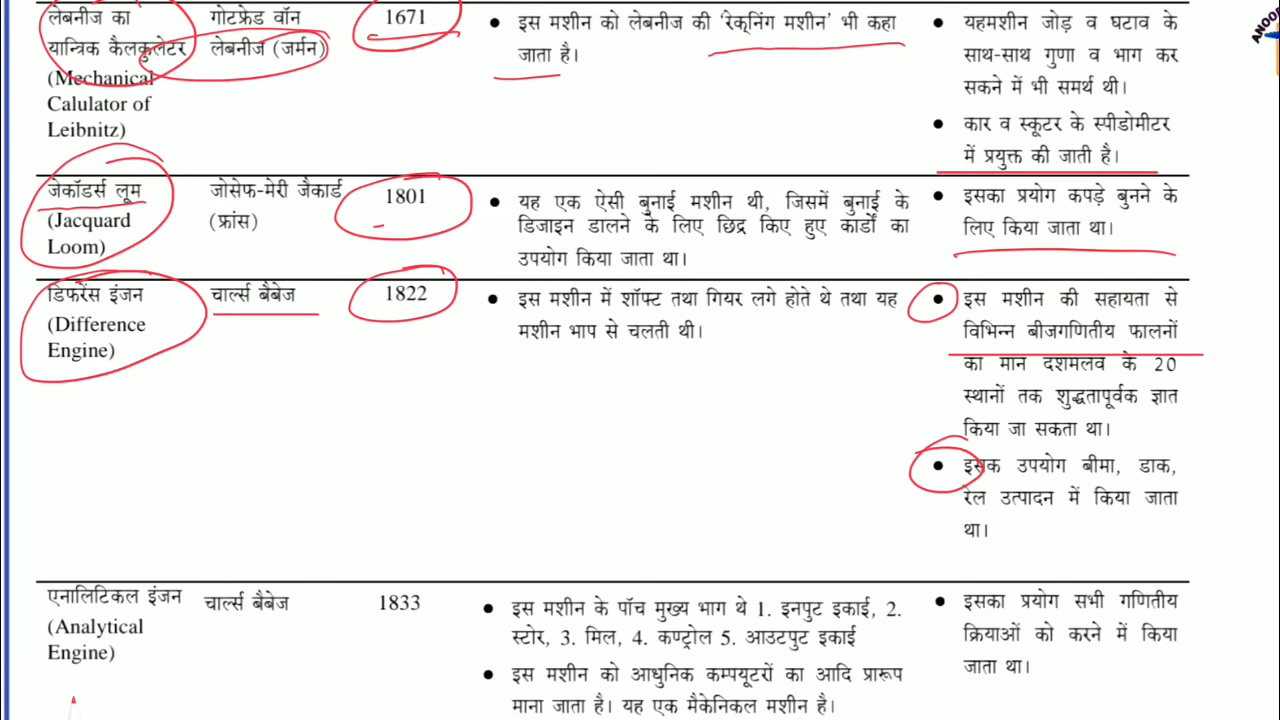 लेबनीज का
यान्त्रिक कैलकुलेटर
(Mechanical
Calulator of
Leibnitz)
गोटफ्रेड वॉन
लेबनीज (जर्मन)
1671
• इस मशीन को लेबनीज की ‘रेक्निंग मशीन’ भी कहा
जाता है।
• यहमशीन जोड़ व घटाव के
साथ-साथ गुणा व भाग कर
सकने में भी समर्थ थी।
• कार व स्कूटर के स्पीडोमीटर
में प्रयुक्त की जाती है।
जेकॉडर्स लूम
(Jacquard
Loom)
जोसेफ-मेरी जैकार्ड
(फ्रांस)
1801
• यह एक ऐसी बुनाई मशीन थी, जिसमें बुनाई के
डिजाइन डालने के लिए छिद्र किए हुए कार्डों का
उपयोग किया जाता था।
• इसका प्रयोग कपड़े बुनने के
लिए किया जाता था।
डिफरेंस इंजन
(Difference
Engine)
चार्ल्स बैबेज
1822
• इस मशीन में शॉफ्ट तथा गियर लगे होते थे तथा यह
मशीन भाप से चलती थी।
• इस मशीन की सहायता से
विभिन्न बीजगणितीय फालनों
का मान दशमलव के 20
स्थानों तक शुद्धतापूर्वक ज्ञात
किया जा सकता था।
• इसक उपयोग बीमा, डाक,
रेल उत्पादन में किया जाता
था।
एनालिटिकल इंजन
(Analytical
Engine)
चार्ल्स बैबेज
1833
• इस मशीन के पॉच मुख्य भाग थे 1. इनपुट इकाई, 2.
स्टोर, 3. मिल, 4. कण्ट्रोल 5. आउटपुट इकाई
• इस मशीन को आधुनिक कम्पयूटरों का आदि प्रारूप
माना जाता है। यह एक मैकेनिकल मशीन है।
• इसका प्रयोग सभी गणितीय
क्रियाओं को करने में किया
जाता था।